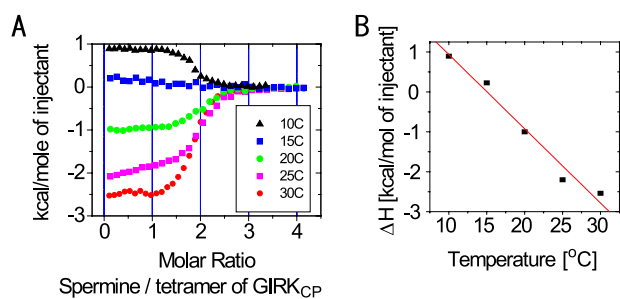 A
kcal/mole of injectant
1
0
-1
-2
-3
10C
15C
20C
25C
30C
0 1 2 3 4
Molar Ratio
Spermine / tetramer of GIRKCP
B
ΔH [kcal/mol of injectant]
1
0
-1
-2
-3
10 15 20 25 30
Temperature [°C]